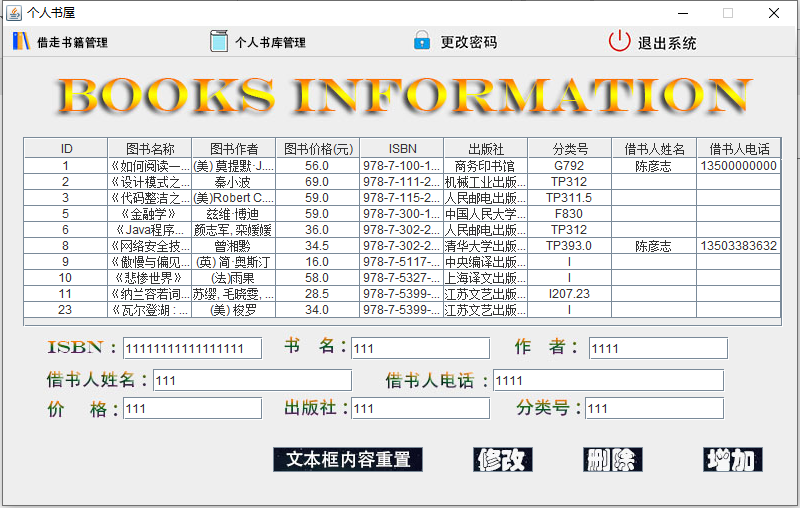 个人书屋
借走书籍管理 个人书库管理 更改密码 退出系统
BOOKS INFORMATION
ID 图书名称 图书作者 图书价格(元) ISBN 出版社 分类号 借书人姓名 借书人电话
1 《如何阅读一... (美) 莫提默·J.... 56.0 978-7-100-1... 商务印书馆 G792 陈彦志 13500000000
2 《设计模式之... 秦小波 69.0 978-7-111-2... 机械工业出版... TP312
3 《代码整洁之... (美)Robert C.... 59.0 978-7-115-2... 人民邮电出版... TP311.5
5 《金融学》 兹维·博迪 59.0 978-7-300-1... 中国人民大学... F830
6 《Java程序... 颜志军, 栾媛媛 36.0 978-7-302-2... 人民邮电出版... TP312
8 《网络安全技... 曾湘黔 34.5 978-7-302-2... 清华大学出版... TP393.0 陈彦志 13503383632
9 《傲慢与偏见... (英) 简·奥斯汀 16.0 978-7-5117-... 中央编译出版... I
10 《悲惨世界》 (法)雨果 58.0 978-7-5327-... 上海译文出版... I
11 《纳兰容若词... 苏缨, 毛晓雯, ... 28.5 978-7-5399-... 江苏文艺出版... I207.23
23 《瓦尔登湖 : ... (美) 梭罗 34.0 978-7-5399-... 江苏文艺出版... I
ISBN : 11111111111111111 书 名 : 111 作 者 : 1111
借书人姓名 : 111 借书人电话 : 1111
价 格 : 111 出版社 : 111 分类号 : 111
文本框内容重置 修改 删除 增加